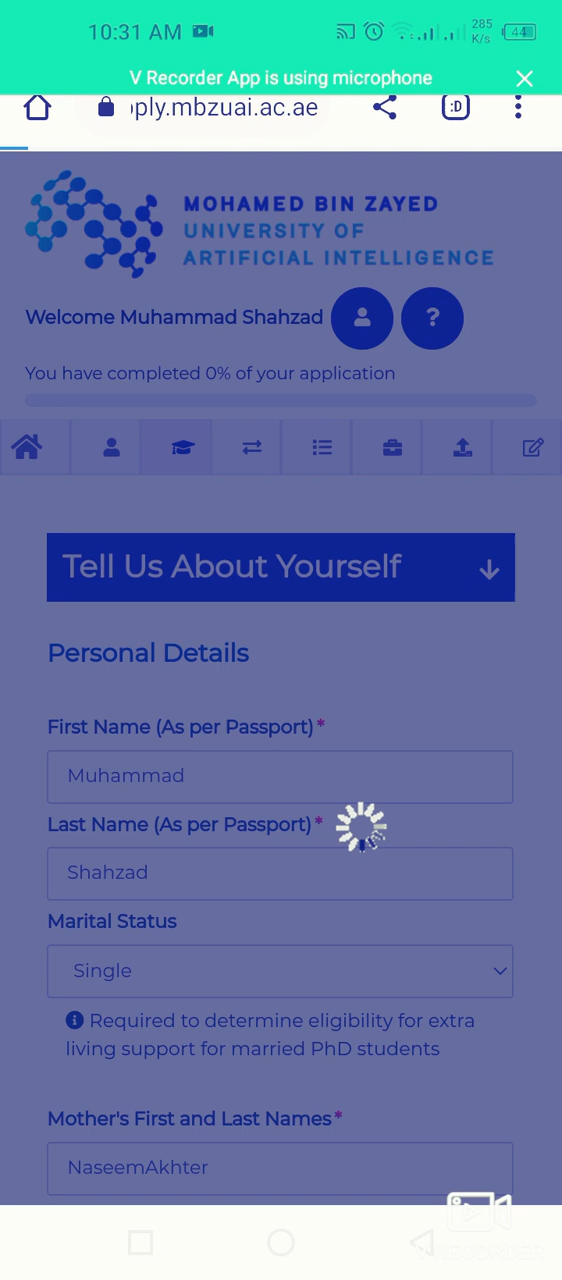 10:31 AM
285
K/s
44
V Recorder App is using microphone
ply.mbzuai.ac.ae
:D
MOHAMED BIN ZAYED
UNIVERSITY OF
ARTIFICIAL INTELLIGENCE
Welcome Muhammad Shahzad
?
You have completed 0% of your application
Tell Us About Yourself
Personal Details
First Name (As per Passport)*
Muhammad
Last Name (As per Passport)*
Shahzad
Marital Status
Single
Required to determine eligibility for extra
living support for married PhD students
Mother's First and Last Names*
NaseemAkhter